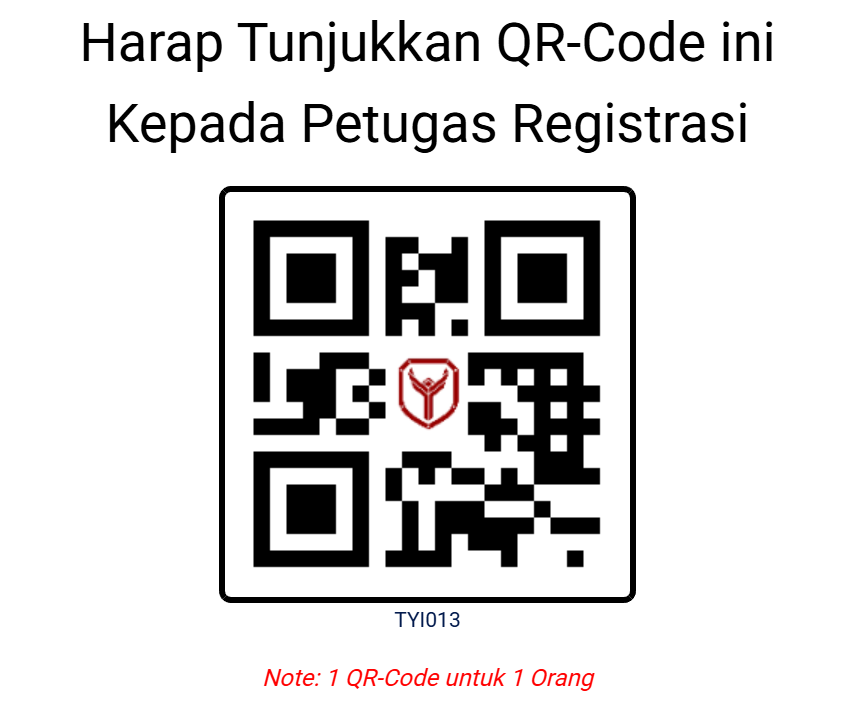 Harap Tunjukkan QR-Code ini
Kepada Petugas Registrasi
TYI013
Note: 1 QR-Code untuk 1 Orang